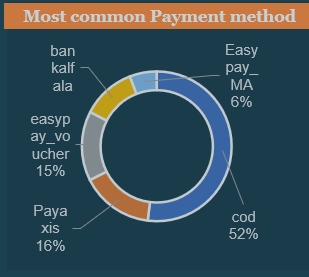 Most common Payment method
Easy
pay_
MA
6%
cod
52%
Paya
xis
16%
easyp
ay_vo
ucher
15%
ban
kalf
ala